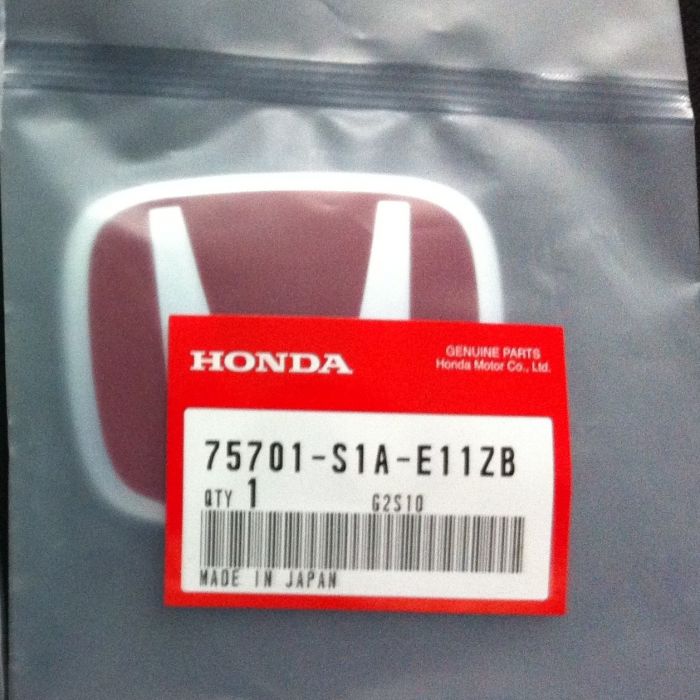 HONDA
GENUINE PARTS
Honda Motor Co., Ltd.
75701-S1A-E11ZB
QTY 1 G2S10
MADE IN JAPAN